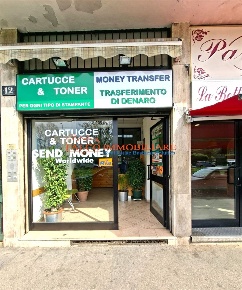 CARTUCCE
& TONER
PER OGNI TIPO DI STAMPANTE
MONEY TRANSFER
TRASFERIMENTO
DI DENARO
12
CARTUCCE
& TONER
SEND MONEY
Worldwide
Pa
La Bell